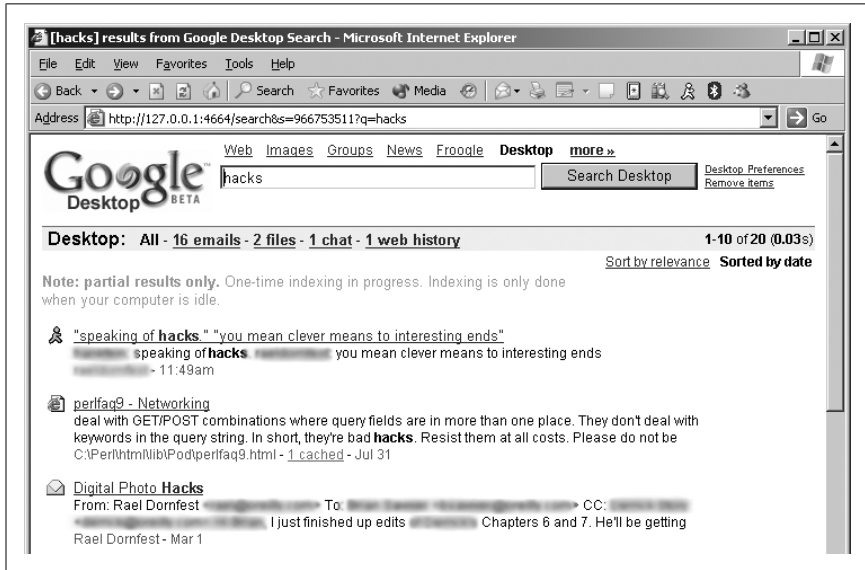 [hacks] results from Google Desktop Search - Microsoft Internet Explorer
File Edit View Favorites Tools Help
Back Search Favorites Media
Address http://127.0.0.1:4664/search&s=966753511?q=hacks Go
Web Images Groups News Froogle Desktop more »
Google Desktop BETA
hacks Search Desktop
Desktop Preferences
Remove items
Desktop: All - 16 emails - 2 files - 1 chat - 1 web history 1-10 of 20 (0.03s)
Sort by relevance Sorted by date
Note: partial results only. One-time indexing in progress. Indexing is only done
when your computer is idle.
"speaking of hacks." "you mean clever means to interesting ends"
speaking of hacks. you mean clever means to interesting ends
- 11:49am
perlfaq9 - Networking
deal with GET/POST combinations where query fields are in more than one place. They don't deal with
keywords in the query string. In short, they're bad hacks. Resist them at all costs. Please do not be
C:\Perl\html\lib\Pod\perlfaq9.html - 1 cached - Jul 31
Digital Photo Hacks
From: Rael Dornfest To: CC:
I just finished up edits Chapters 6 and 7. He'll be getting
Rael Dornfest - Mar 1